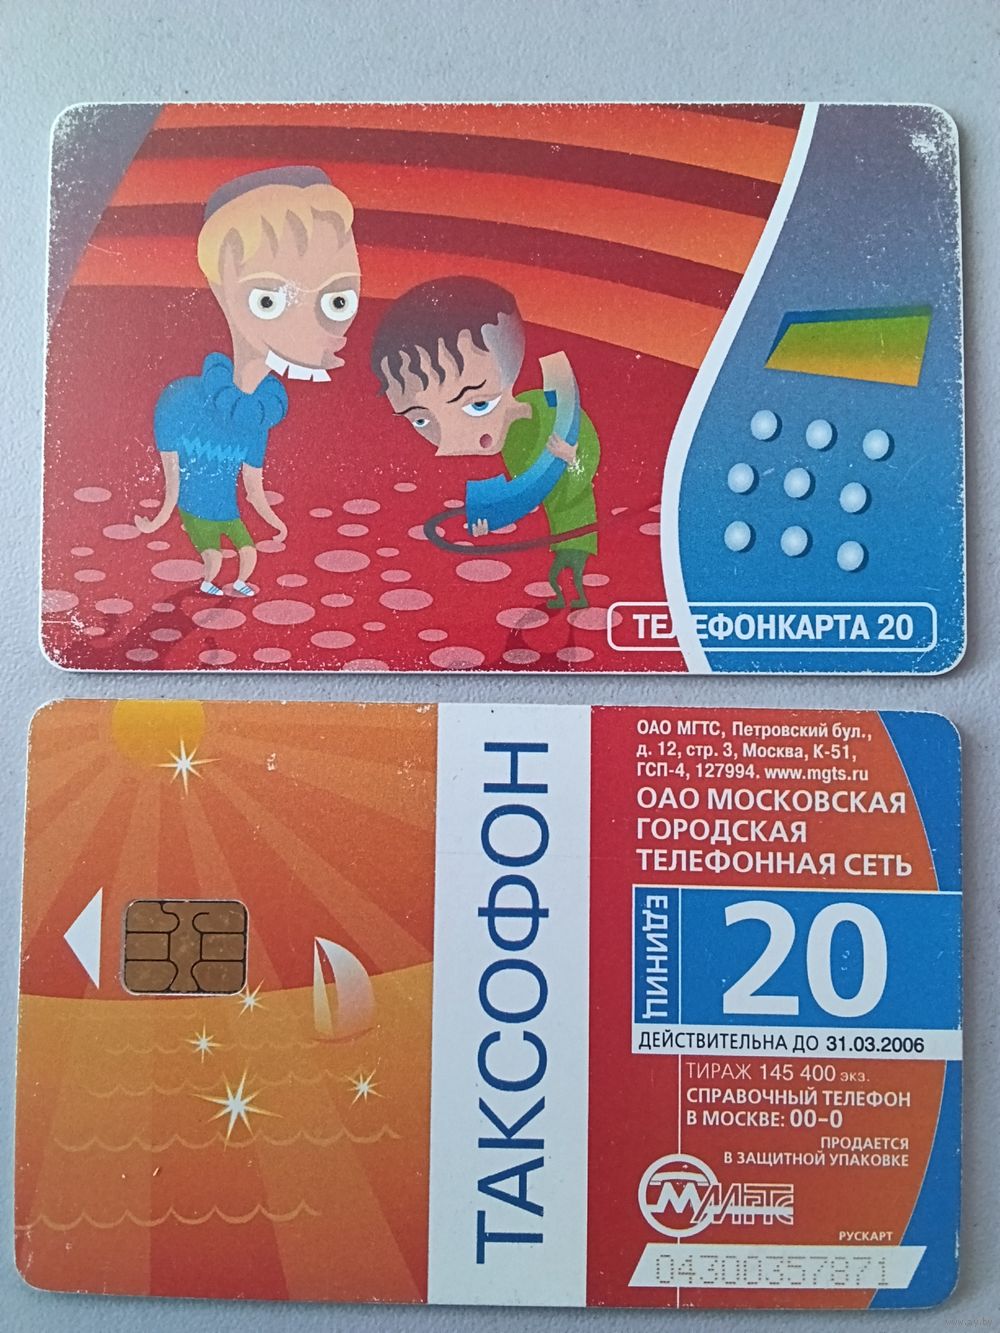 ТЕЛЕФОНКАРТА 20
ТАКСОФОН
ОАО МГТС, Петровский бул.,
д. 12, стр. 3, Москва, К-51,
ГСП-4, 127994. www.mgts.ru
ОАО МОСКОВСКАЯ
ГОРОДСКАЯ
ТЕЛЕФОННАЯ СЕТЬ
ЕДИНИЦ
20
ДЕЙСТВИТЕЛЬНА ДО 31.03.2006
ТИРАЖ 145 400 экз.
СПРАВОЧНЫЙ ТЕЛЕФОН
В МОСКВЕ: 00-0
ПРОДАЕТСЯ
В ЗАЩИТНОЙ УПАКОВКЕ
М МГТС
РУСКАРТ
04300357871